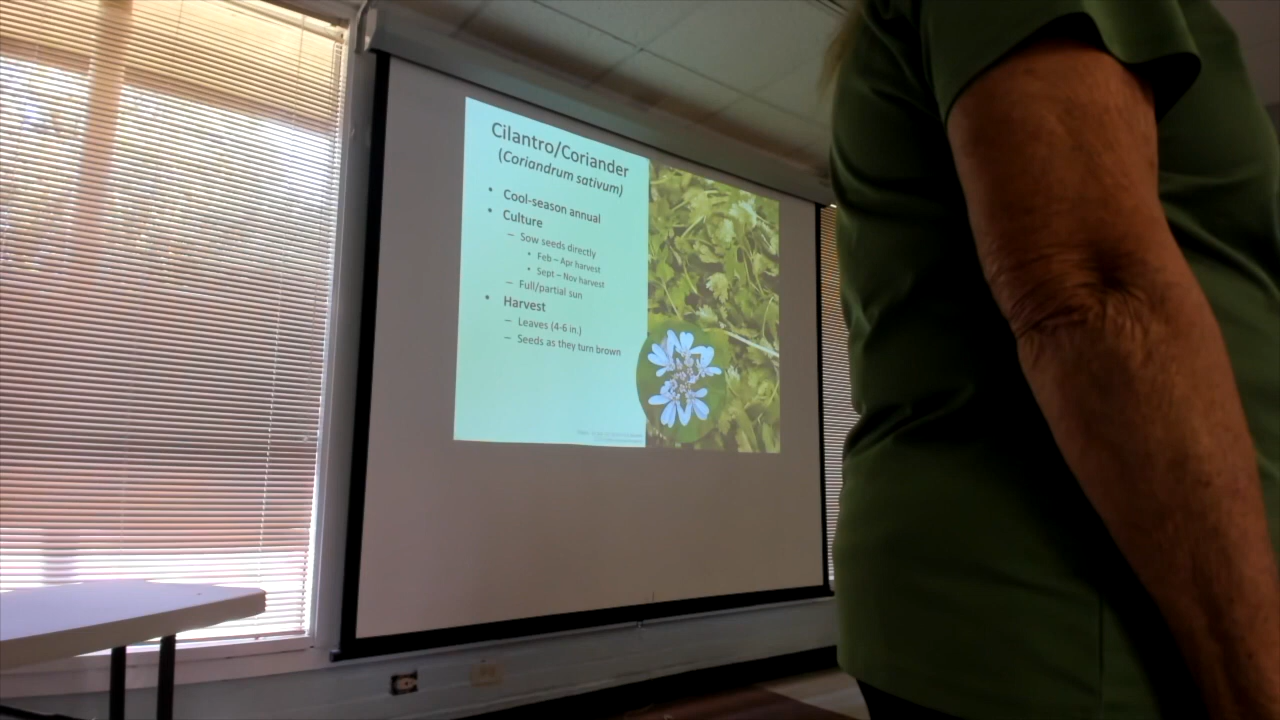 Cilantro/Coriander
(Coriandrum sativum)
• Cool-season annual
• Culture
– Sow seeds directly
• Feb – Apr harvest
• Sept – Nov harvest
– Full/partial sun
• Harvest
– Leaves (4-6 in.)
– Seeds as they turn brown